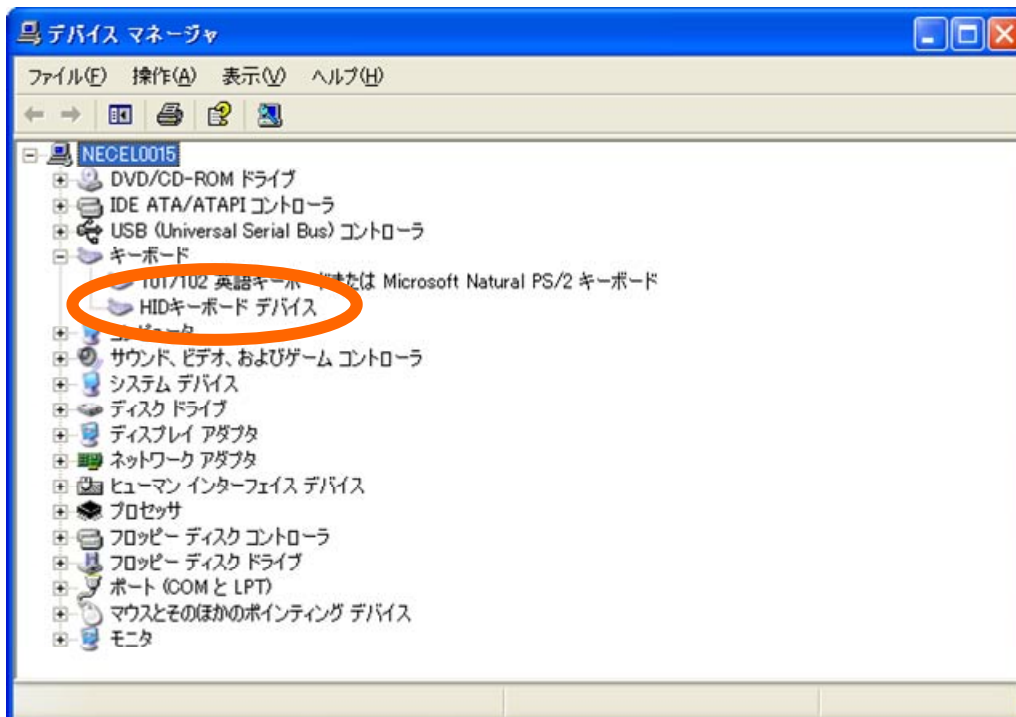 デバイス マネージャ
ファイル(F) 操作(A) 表示(V) ヘルプ(H)
NECEL0015
DVD/CD-ROM ドライブ
IDE ATA/ATAPI コントローラ
USB (Universal Serial Bus) コントローラ
キーボード
101/102 英語キーボードまたは Microsoft Natural PS/2 キーボード
HIDキーボード デバイス
コンピュータ
サウンド、ビデオ、およびゲーム コントローラ
システム デバイス
ディスク ドライブ
ディスプレイ アダプタ
ネットワーク アダプタ
ヒューマン インターフェイス デバイス
プロセッサ
フロッピー ディスク コントローラ
フロッピー ディスク ドライブ
ポート (COM と LPT)
マウスとそのほかのポインティング デバイス
モニタ